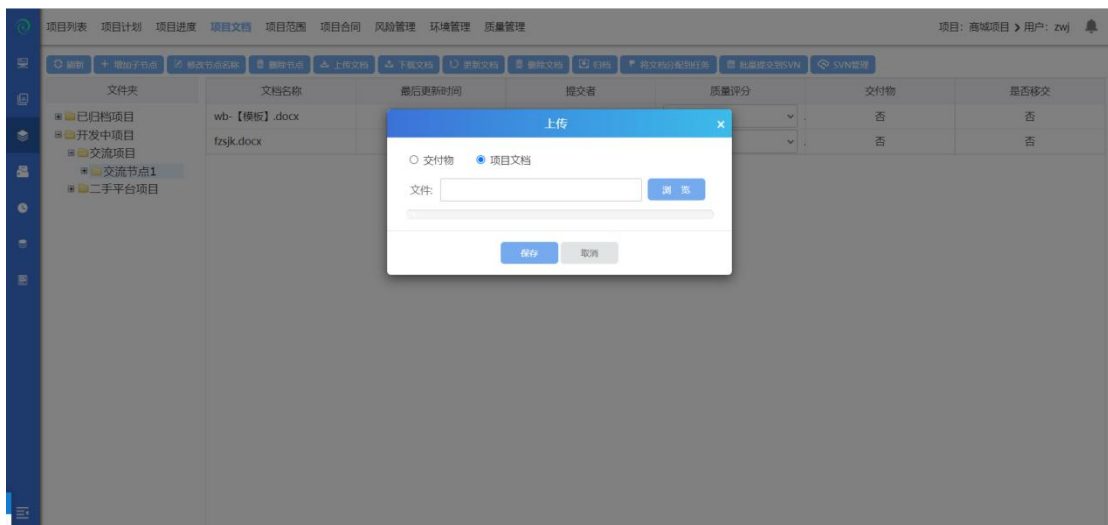 项目列表 项目计划 项目进度 项目文档 项目范围 项目合同 风险管理 环境管理 质量管理 项目：商城项目 用户：zwj
刷新 增加子节点 修改节点名称 删除节点 上传文档 下载文档 更新文档 删除文档 归档 将文档分配到任务 批量提交到SVN SVN管理
文件夹 文档名称 最后更新时间 提交者 质量评分 交付物 是否移交
已归档项目
开发中项目
交流项目
交流节点1
二手平台项目
wb-【模板】.docx 否 否
fzsjk.docx 否 否
上传
交付物 项目文档
文件: 浏 览
保存 取消